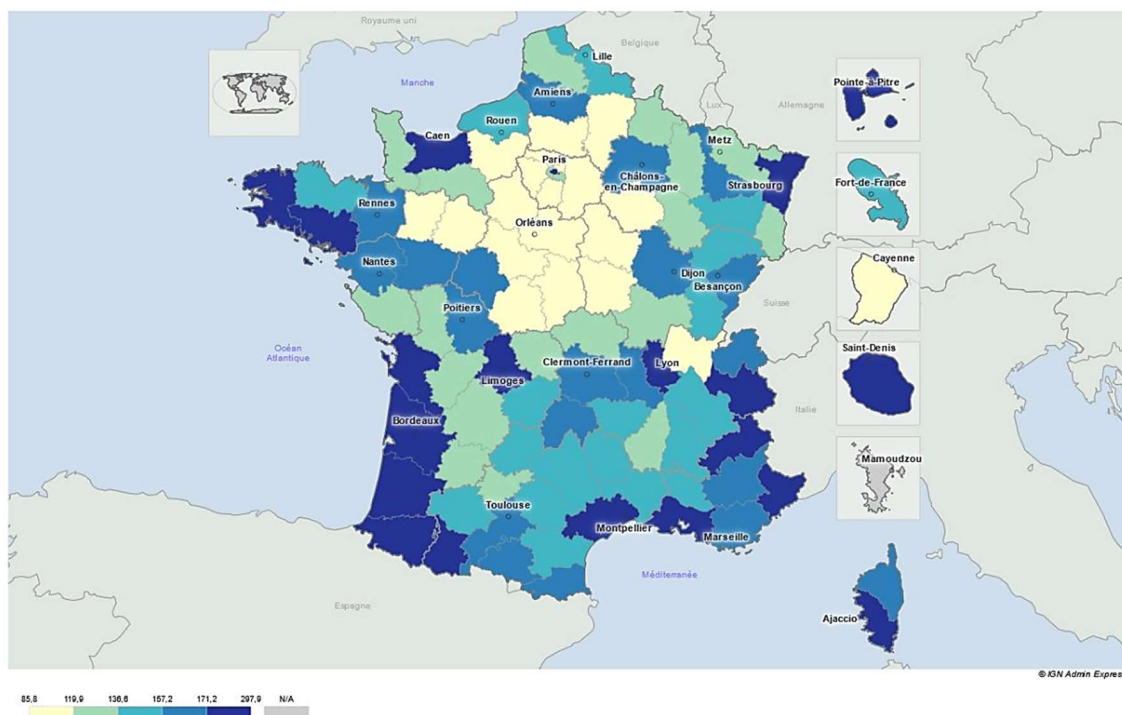 Royaume uni
Belgique
Lille
Manche
Amiens
Lux
Allemagne
Pointe-à-Pitre
Rouen
Caen
Metz
Paris
Châlons-
en-Champagne
Strasbourg
Fort-de-France
Rennes
Orléans
Cayenne
Nantes
Dijon
Besançon
Suisse
Poitiers
Océan
Atlantique
Saint-Denis
Clermont-Ferrand
Lyon
Limoges
Italie
Bordeaux
Mamoudzou
Toulouse
Montpellier
Marseille
Méditerranée
Espagne
Ajaccio
© IGN Admin Expres
85,8 119,9 136,6 157,2 171,2 297,9 N/A